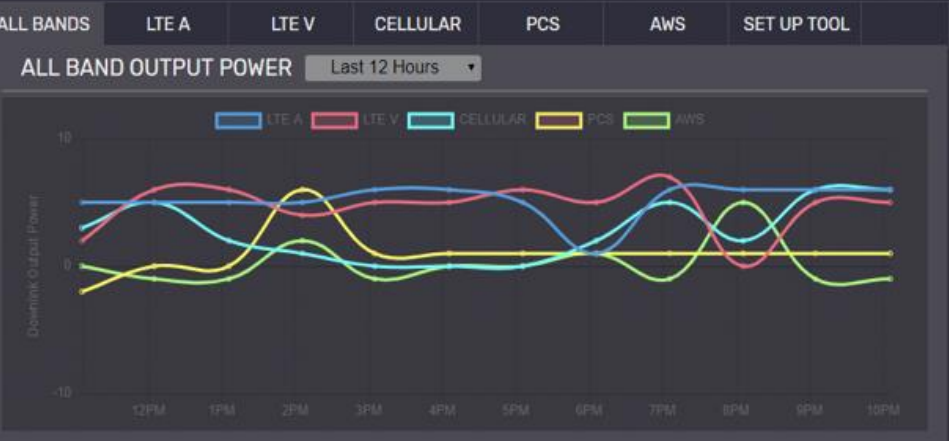 ALL BANDS LTE A LTE V CELLULAR PCS AWS SET UP TOOL
ALL BAND OUTPUT POWER Last 12 Hours
LTE A LTE V CELLULAR PCS AWS
10
Downlink Output Power
0
-10
12PM 1PM 2PM 3PM 4PM 5PM 6PM 7PM 8PM 9PM 10PM